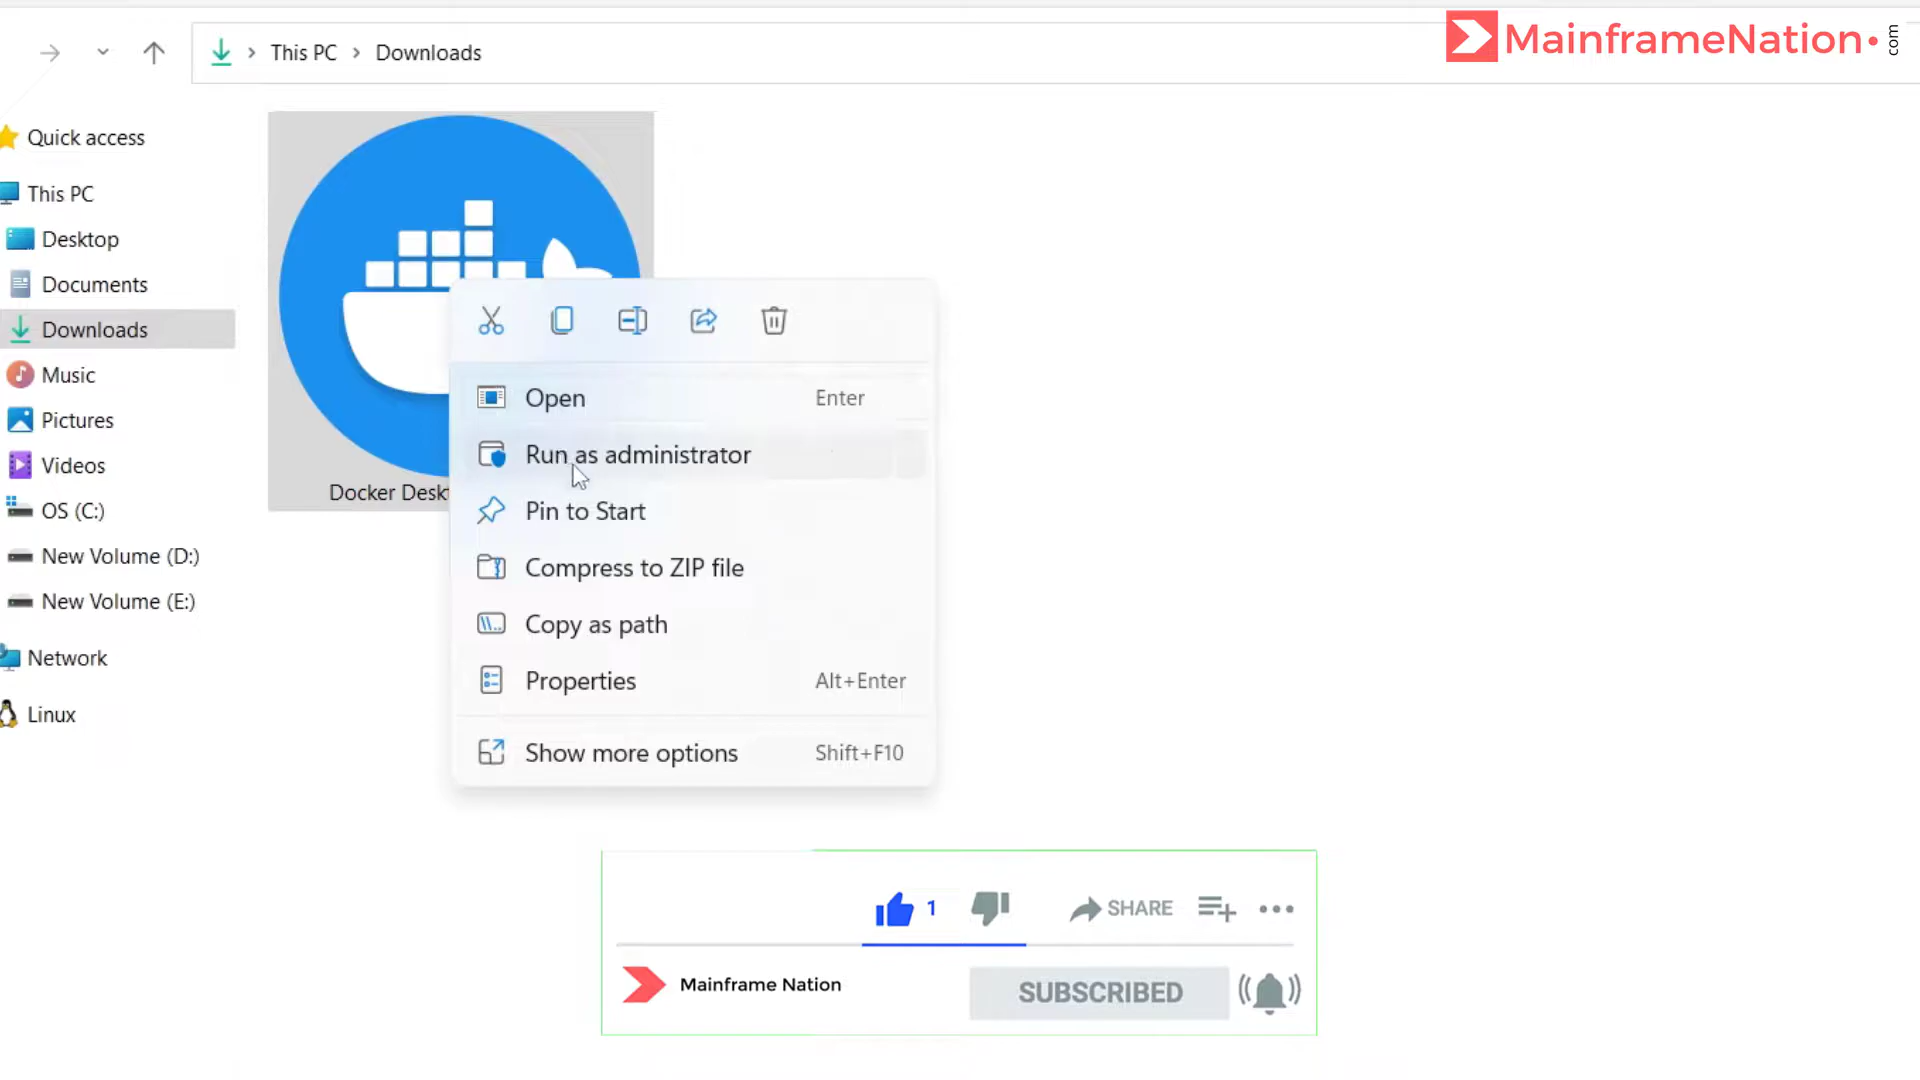 MainframeNation.com
This PC > Downloads
Quick access
This PC
Desktop
Documents
Downloads
Music
Pictures
Videos
OS (C:)
New Volume (D:)
New Volume (E:)
Network
Linux
Docker Deskt
Open Enter
Run as administrator
Pin to Start
Compress to ZIP file
Copy as path
Properties Alt+Enter
Show more options Shift+F10
1 SHARE
Mainframe Nation SUBSCRIBED